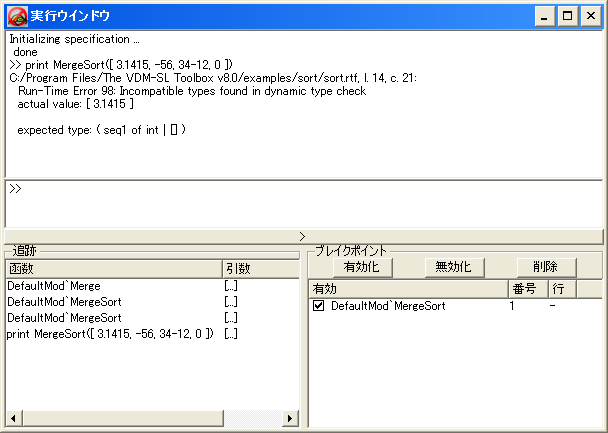 実行ウインドウ
Initializing specification ...
done
>> print MergeSort([ 3.1415, -56, 34-12, 0 ])
C:/Program Files/The VDM-SL Toolbox v8.0/examples/sort/sort.rtf, l. 14, c. 21:
Run-Time Error 98: Incompatible types found in dynamic type check
actual value: [ 3.1415 ]
expected type: ( seq1 of int | [] )
>>
>
追跡
函数 引数
DefaultMod`Merge [...]
DefaultMod`MergeSort [...]
DefaultMod`MergeSort [...]
print MergeSort([ 3.1415, -56, 34-12, 0 ]) [...]
ブレイクポイント
有効化 無効化 削除
有効 番号 行
DefaultMod`MergeSort 1 -